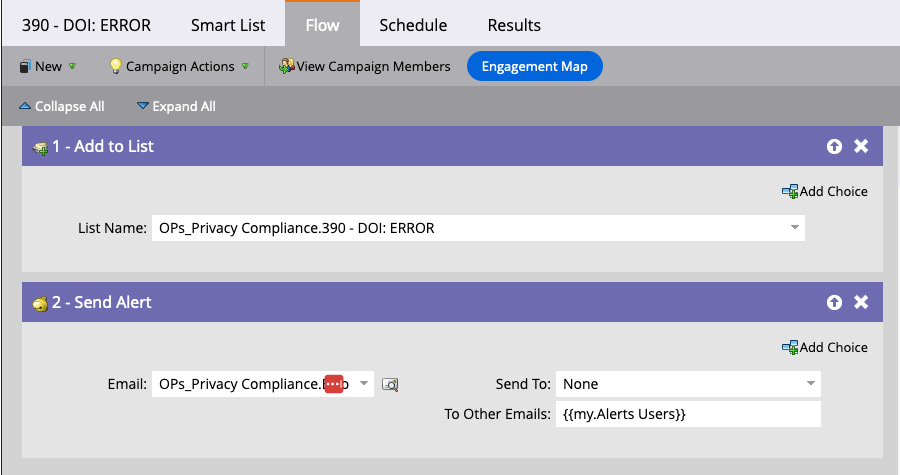 390 - DOI: ERROR
Smart List
Flow
Schedule
Results
New
Campaign Actions
View Campaign Members
Engagement Map
Collapse All
Expand All
1 - Add to List
Add Choice
List Name: OPs_Privacy Compliance.390 - DOI: ERROR
2 - Send Alert
Add Choice
Email: OPs_Privacy Compliance.
Send To: None
To Other Emails: {{my.Alerts Users}}